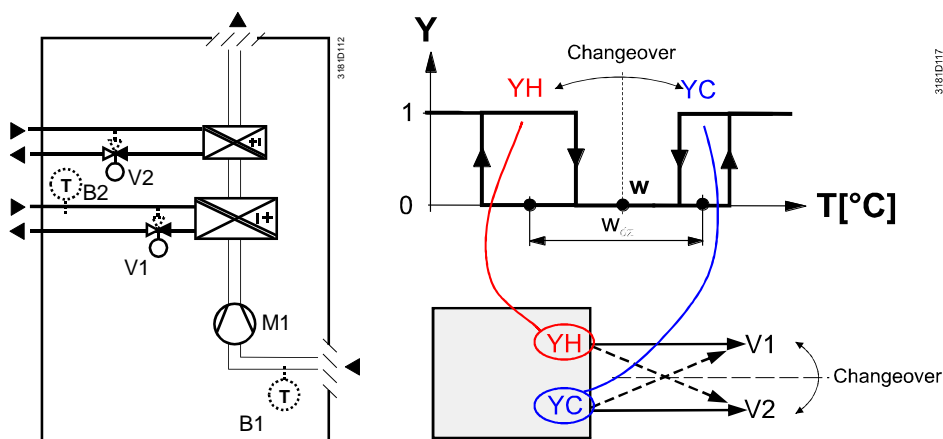 3181D112
V2
T
B2
V1
M1
T
B1
Y
Changeover
YH
YC
3181D117
1
w
0
T[°C]
w
YH
V1
Changeover
YC
V2